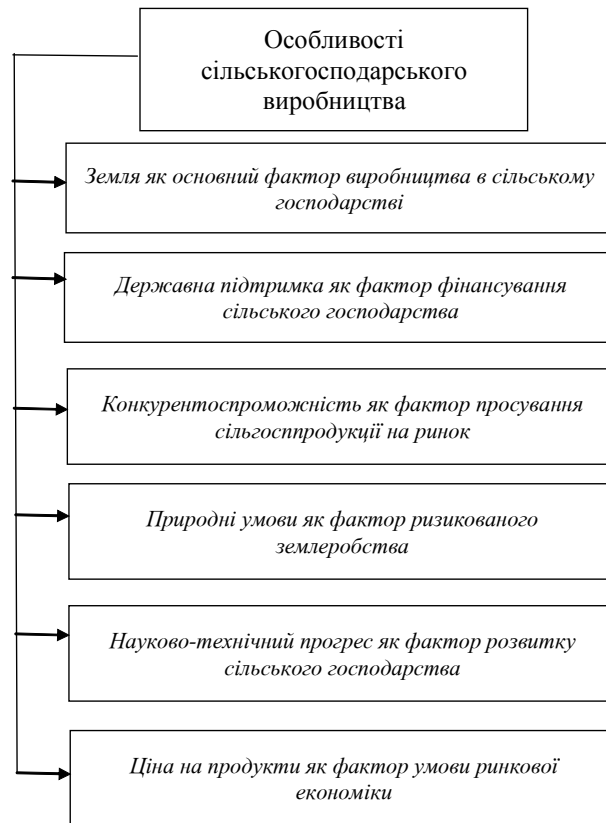 Особливості
сільськогосподарського
виробництва
Земля як основний фактор виробництва в сільському
господарстві
Державна підтримка як фактор фінансування
сільського господарства
Конкурентоспроможність як фактор просування
сільгосппродукції на ринок
Природні умови як фактор ризикованого
землеробства
Науково-технічний прогрес як фактор розвитку
сільського господарства
Ціна на продукти як фактор умови ринкової
економіки